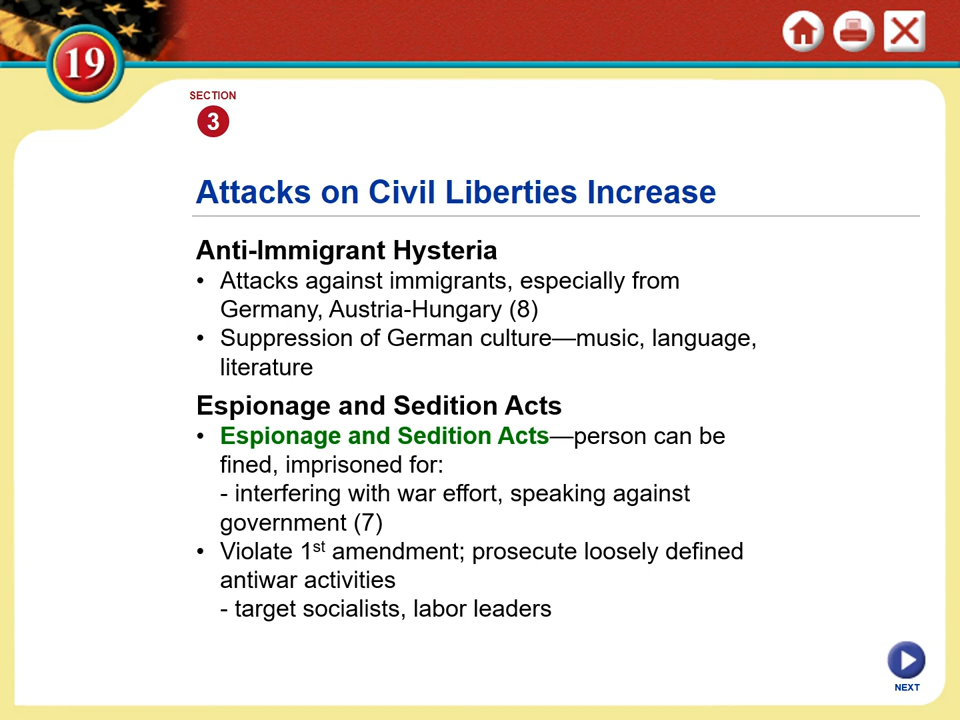 19
SECTION
3
Attacks on Civil Liberties Increase
Anti-Immigrant Hysteria
• Attacks against immigrants, especially from
Germany, Austria-Hungary (8)
• Suppression of German culture—music, language,
literature
Espionage and Sedition Acts
• Espionage and Sedition Acts—person can be
fined, imprisoned for:
- interfering with war effort, speaking against
government (7)
• Violate 1st amendment; prosecute loosely defined
antiwar activities
- target socialists, labor leaders
NEXT